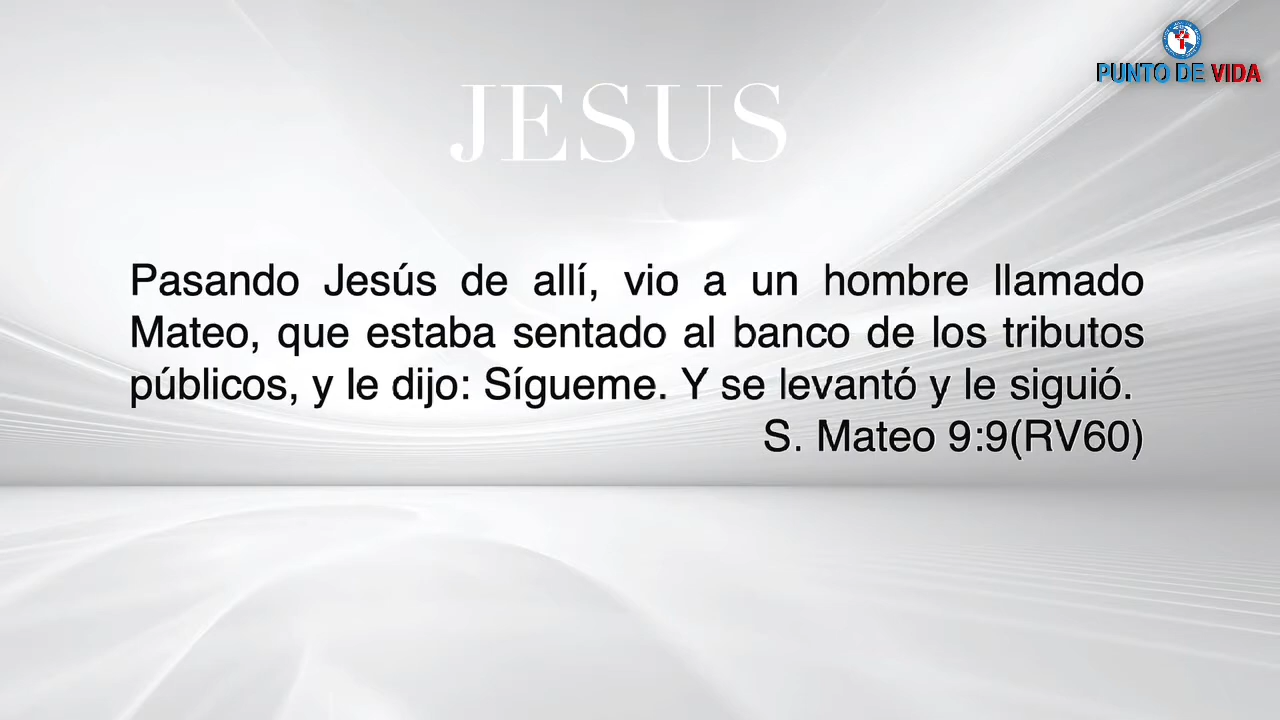 PUNTO DE VIDA
JESUS
Pasando Jesús de allí, vio a un hombre llamado
Mateo, que estaba sentado al banco de los tributos
públicos, y le dijo: Sígueme. Y se levantó y le siguió.
S. Mateo 9:9(RV60)